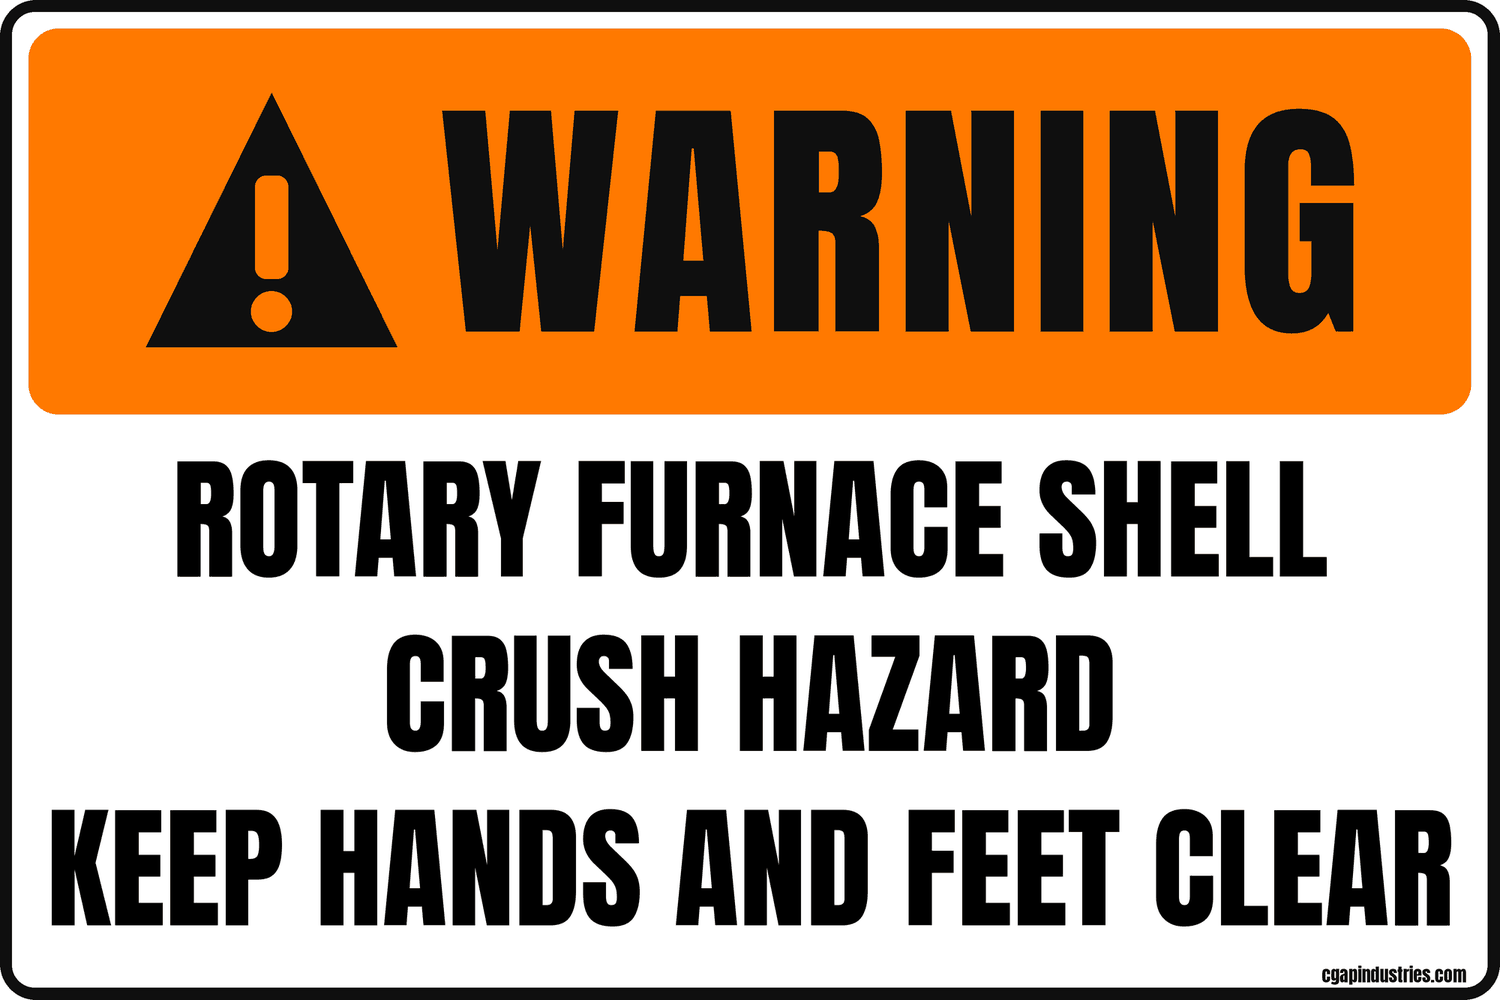 WARNING
ROTARY FURNACE SHELL
CRUSH HAZARD
KEEP HANDS AND FEET CLEAR
cgapindustries.com